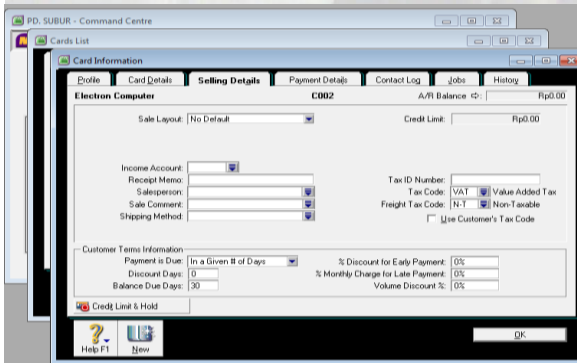 PD. SUBUR - Command Centre
Cards List
Card Information
Profile Card Details Selling Details Payment Details Contact Log Jobs History
Electron Computer C002 A/R Balance Rp0.00
Sale Layout: No Default Credit Limit: Rp0.00
Income Account:
Receipt Memo: Tax ID Number:
Salesperson: Tax Code: VAT Value Added Tax
Sale Comment: Freight Tax Code: N-T Non-Taxable
Shipping Method: Use Customer's Tax Code
Customer Terms Information
Payment is Due: In a Given # of Days % Discount for Early Payment: 0%
Discount Days: 0 % Monthly Charge for Late Payment: 0%
Balance Due Days: 30 Volume Discount %: 0%
Credit Limit & Hold
Help F1 New OK